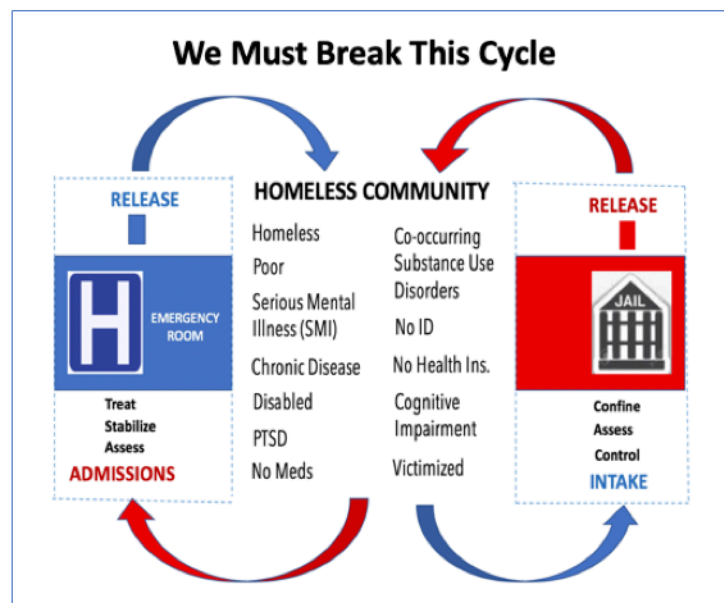 We Must Break This Cycle
RELEASE
H
EMERGENCY
ROOM
Treat
Stabilize
Assess
ADMISSIONS
HOMELESS COMMUNITY
Homeless
Poor
Serious Mental
Illness (SMI)
Chronic Disease
Disabled
PTSD
No Meds
Co-occurring
Substance Use
Disorders
No ID
No Health Ins.
Cognitive
Impairment
Victimized
RELEASE
JAIL
Confine
Assess
Control
INTAKE